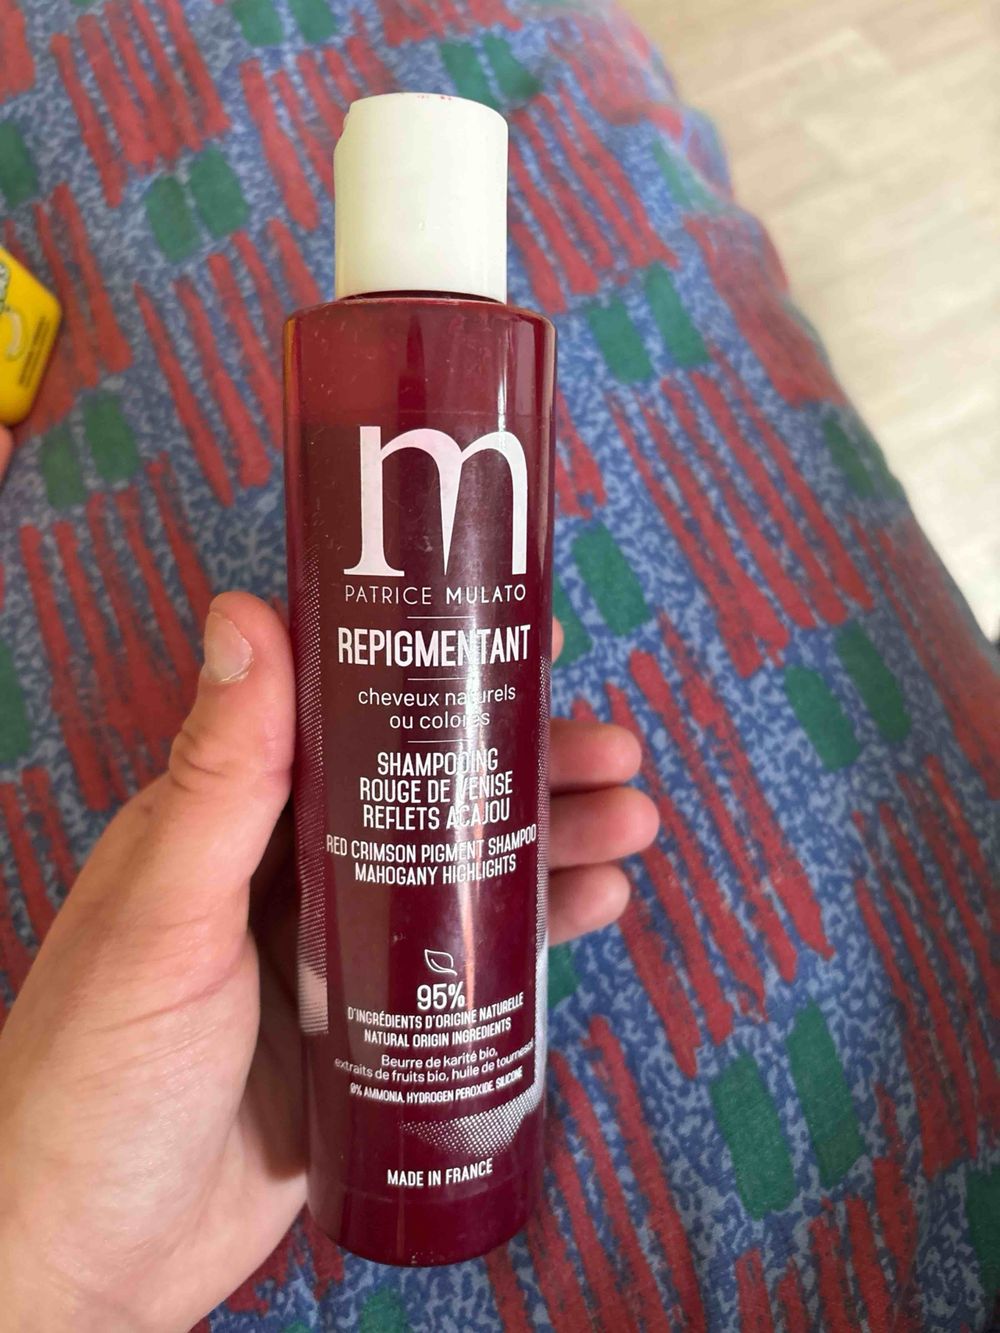 m
PATRICE MULATO
REPIGMENTANT
cheveux naturels
ou colorés
SHAMPOOING
ROUGE DE VENISE
REFLETS ACAJOU
RED CRIMSON PIGMENT SHAMPOO
MAHOGANY HIGHLIGHTS
95%
D'INGRÉDIENTS D'ORIGINE NATURELLE
NATURAL ORIGIN INGREDIENTS
Beurre de karité bio,
extraits de fruits bio, huile de tournesol
0% AMMONIA, HYDROGEN PEROXIDE, SILICONE
MADE IN FRANCE